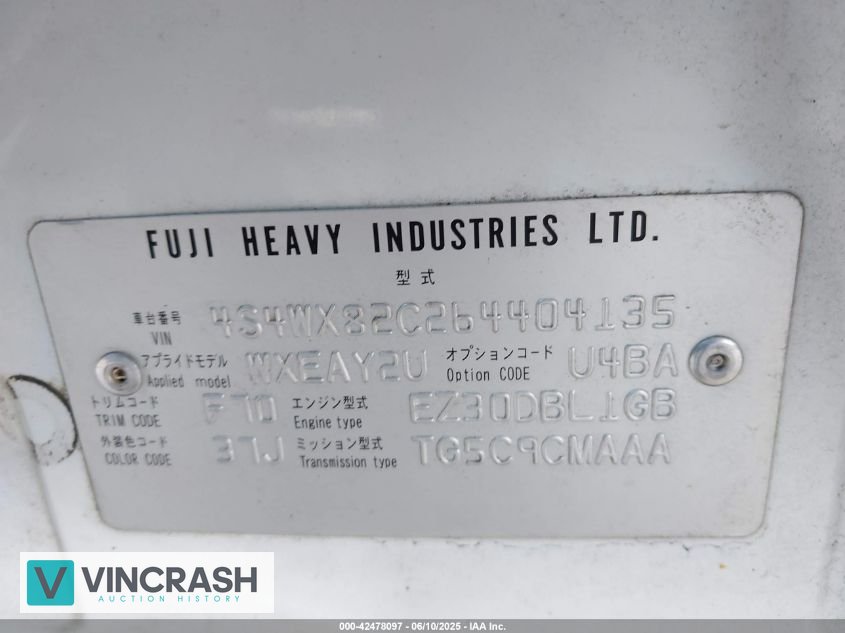 FUJI HEAVY INDUSTRIES LTD.
型式
車台番号 VIN 4S4WX82C264404135
アプライドモデル Applied model WXEAY2U オプションコード Option CODE U4BA
トリムコード TRIM CODE F70 エンジン型式 Engine type EZ30DBL1GB
外装色コード COLOR CODE 37J ミッション型式 Transmission type TG5C9CMAAA
VINCRASH
AUCTION HISTORY
000-42478097 - 06/10/2025 - IAA Inc.